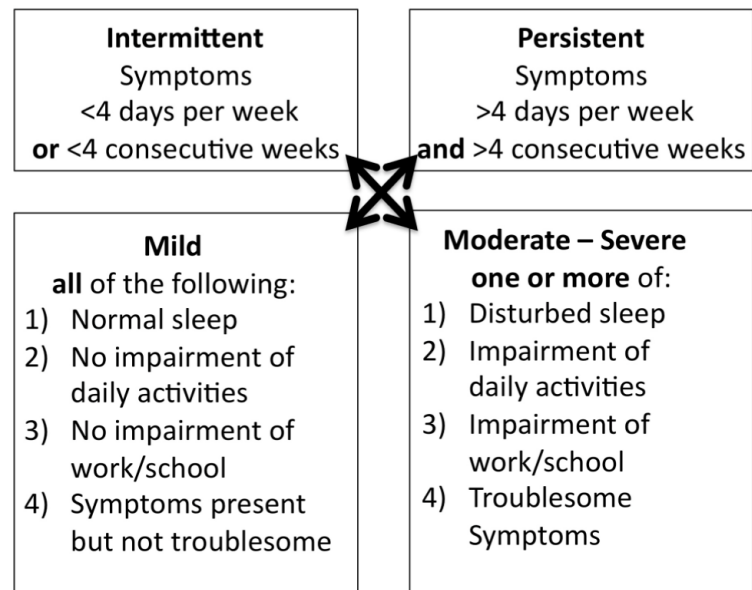 Intermittent
Symptoms
<4 days per week
or <4 consecutive weeks
Persistent
Symptoms
>4 days per week
and >4 consecutive weeks
Mild
all of the following:
1) Normal sleep
2) No impairment of
daily activities
3) No impairment of
work/school
4) Symptoms present
but not troublesome
Moderate – Severe
one or more of:
1) Disturbed sleep
2) Impairment of
daily activities
3) Impairment of
work/school
4) Troublesome
Symptoms